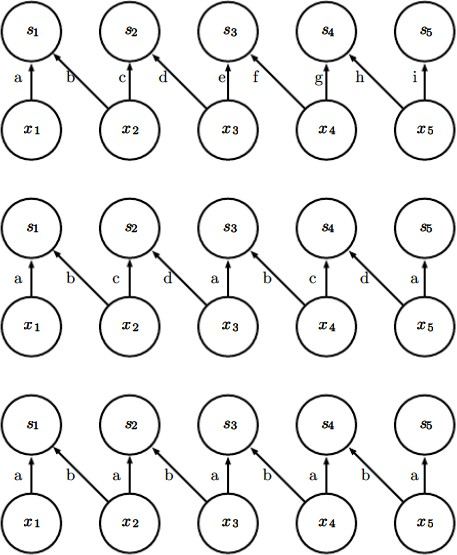 s1 s2 s3 s4 s5
a b c d e f g h i
x1 x2 x3 x4 x5
s1 s2 s3 s4 s5
a b c d a b c d a
x1 x2 x3 x4 x5
s1 s2 s3 s4 s5
a b a b a b a b a
x1 x2 x3 x4 x5